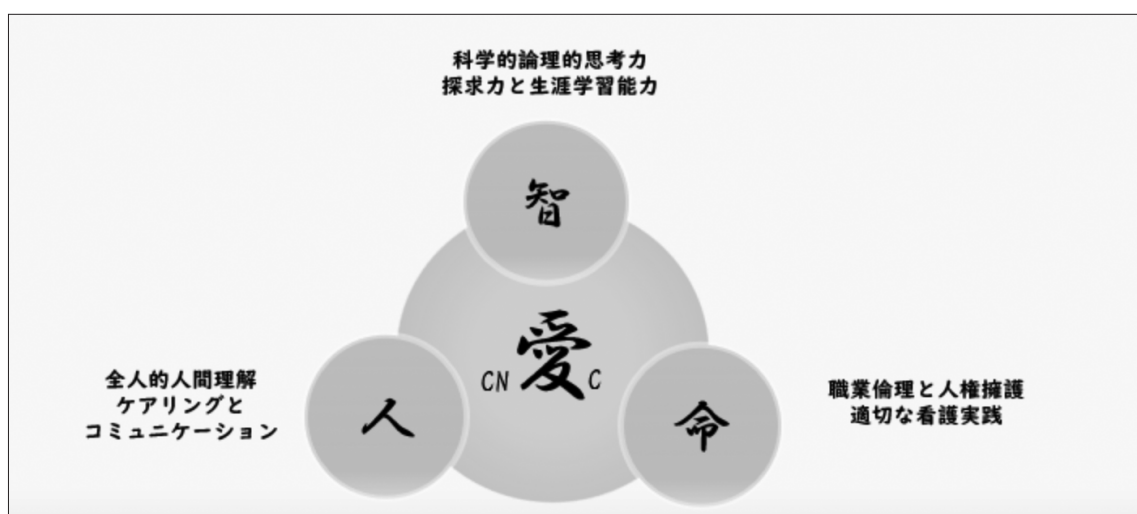 科学的論理的思考力
探求力と生涯学習能力
智
CN 愛 C
全人的人間理解
ケアリングと
コミュニケーション
人
命
職業倫理と人権擁護
適切な看護実践